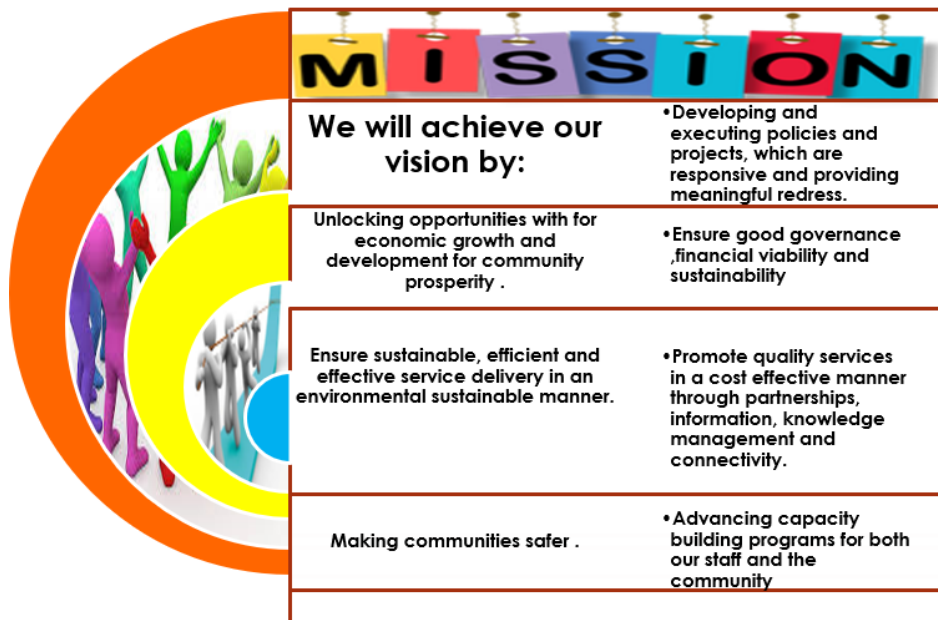 MISSION
We will achieve our
vision by:
•Developing and
executing policies and
projects, which are
responsive and providing
meaningful redress.
Unlocking opportunities with for
economic growth and
development for community
prosperity .
•Ensure good governance
,financial viability and
sustainability
Ensure sustainable, efficient and
effective service delivery in an
environmental sustainable manner.
•Promote quality services
in a cost effective manner
through partnerships,
information, knowledge
management and
connectivity.
Making communities safer .
•Advancing capacity
building programs for both
our staff and the
community